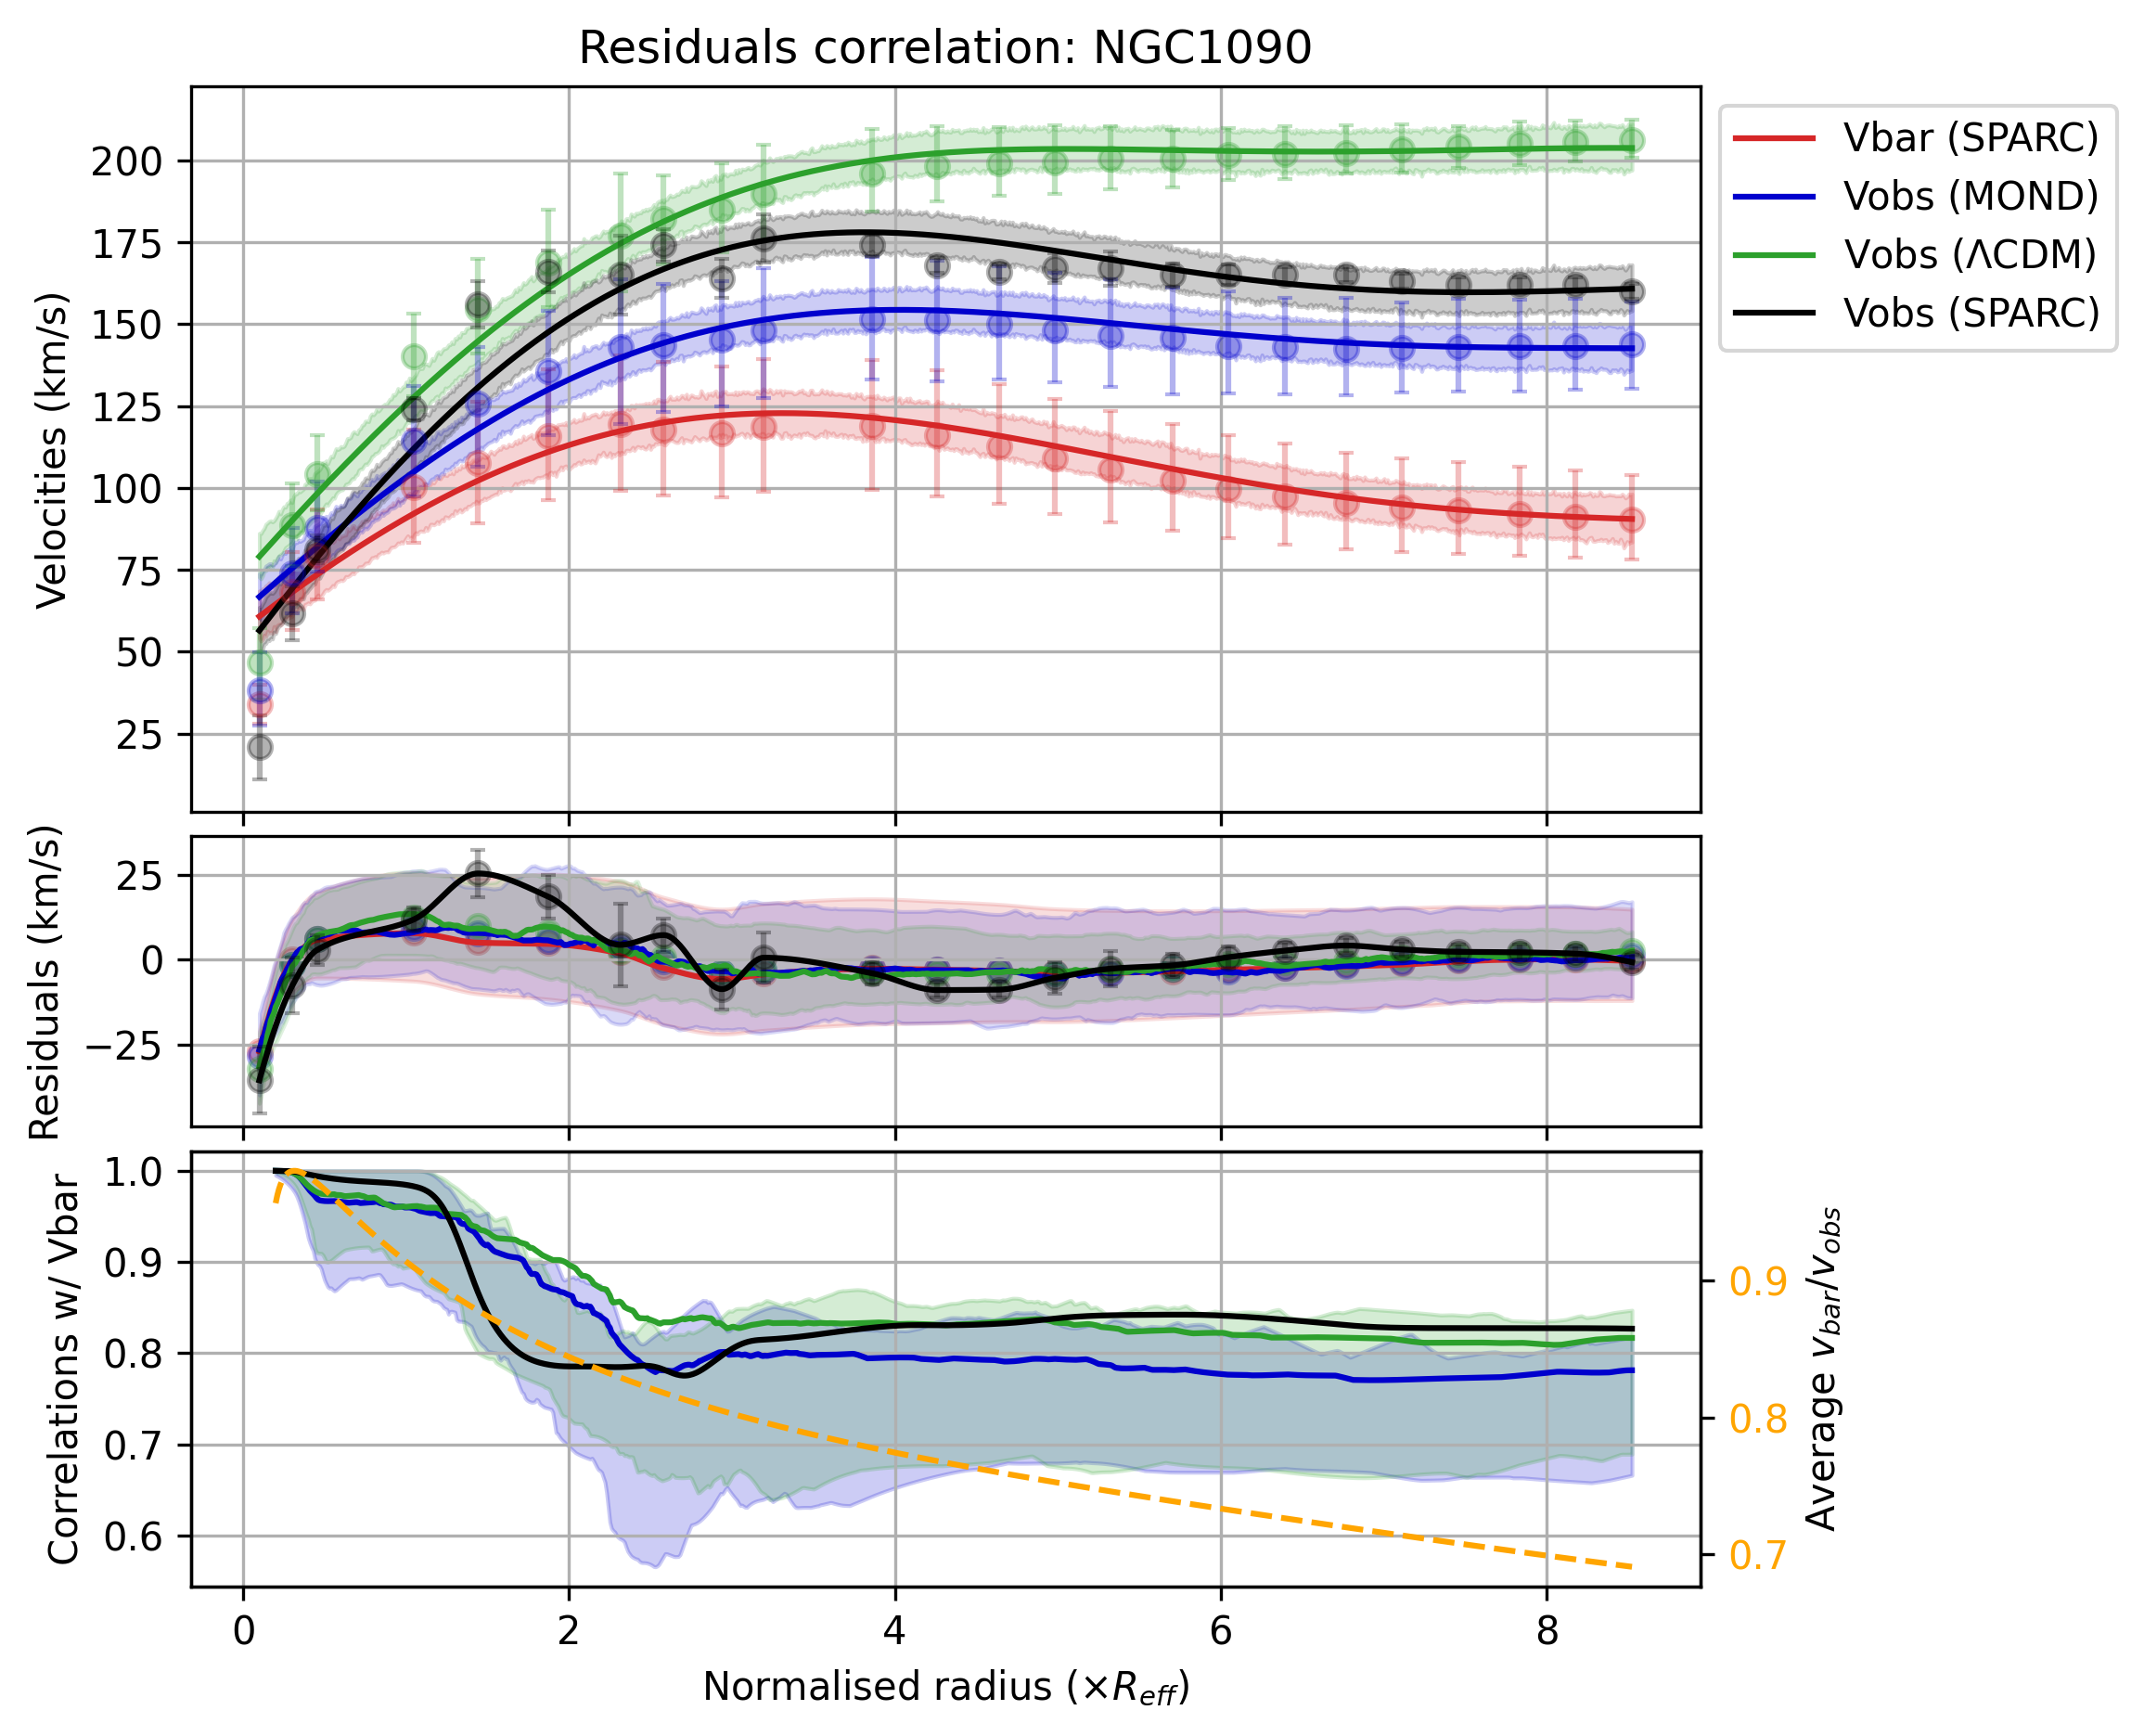 Residuals correlation: NGC1090
Velocities (km/s)
200
175
150
125
100
75
50
25
Vbar (SPARC)
Vobs (MOND)
Vobs (ΛCDM)
Vobs (SPARC)
Residuals (km/s)
25
0
−25
Correlations w/ Vbar
1.0
0.9
0.8
0.7
0.6
0.9
0.8
0.7
Average v_bar/v_obs
0 2 4 6 8
Normalised radius (×R_eff)